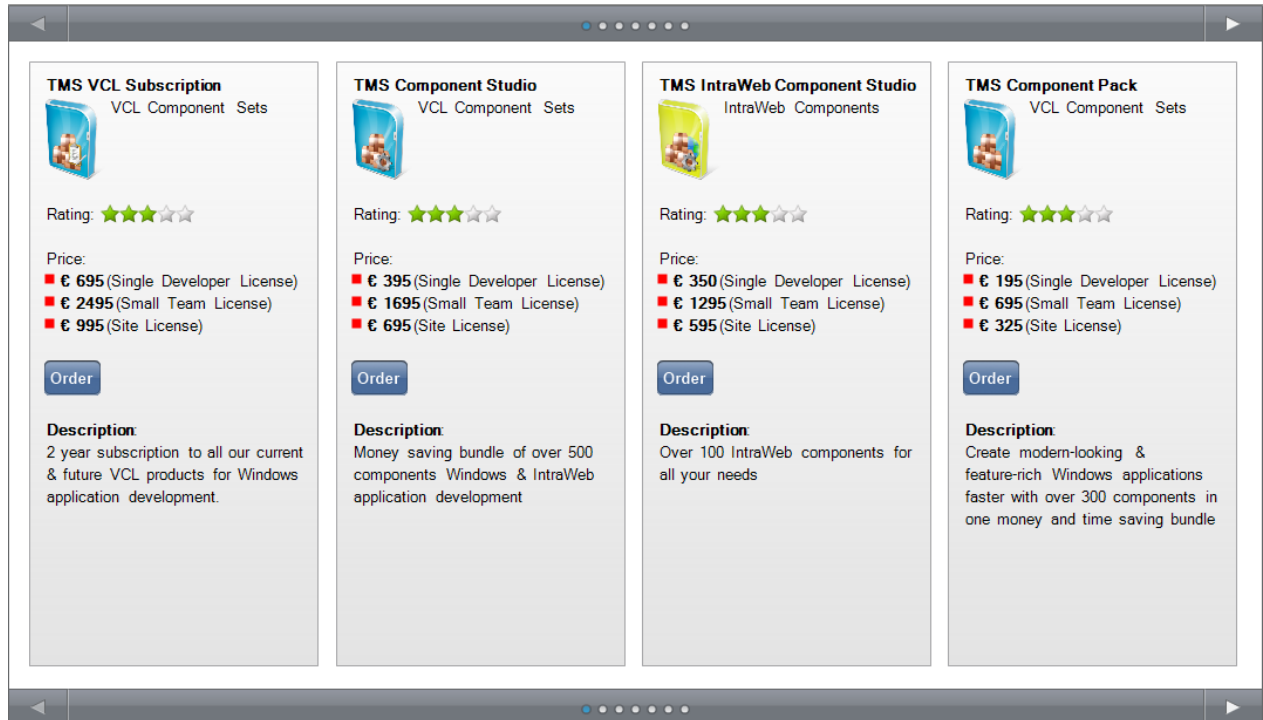 TMS VCL Subscription
VCL Component Sets
Rating:
Price:
€ 695 (Single Developer License)
€ 2495 (Small Team License)
€ 995 (Site License)
Order
Description:
2 year subscription to all our current
& future VCL products for Windows
application development.
TMS Component Studio
VCL Component Sets
Rating:
Price:
€ 395 (Single Developer License)
€ 1695 (Small Team License)
€ 695 (Site License)
Order
Description:
Money saving bundle of over 500
components Windows & IntraWeb
application development
TMS IntraWeb Component Studio
IntraWeb Components
Rating:
Price:
€ 350 (Single Developer License)
€ 1295 (Small Team License)
€ 595 (Site License)
Order
Description:
Over 100 IntraWeb components for
all your needs
TMS Component Pack
VCL Component Sets
Rating:
Price:
€ 195 (Single Developer License)
€ 695 (Small Team License)
€ 325 (Site License)
Order
Description:
Create modern-looking &
feature-rich Windows applications
faster with over 300 components in
one money and time saving bundle